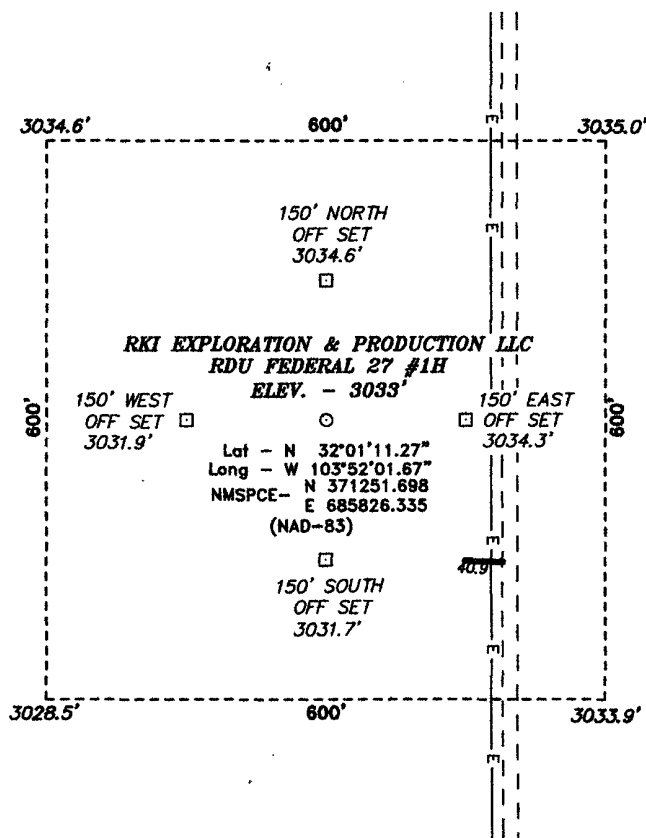 3034.6' 600' 3035.0'
E
E
150' NORTH
OFF SET
3034.6'
RKI EXPLORATION & PRODUCTION LLC
RDU FEDERAL 27 #1H
ELEV. - 3033'
600'
150' WEST
OFF SET
3031.9'
150' EAST
OFF SET
3034.3'
600'
Lat - N 32°01'11.27"
Long - W 103°52'01.67"
NMSPCE- N 371251.698
E 685826.335
(NAD-83)
E
40.9
150' SOUTH
OFF SET
3031.7'
E
3028.5' 600' 3033.9'
E